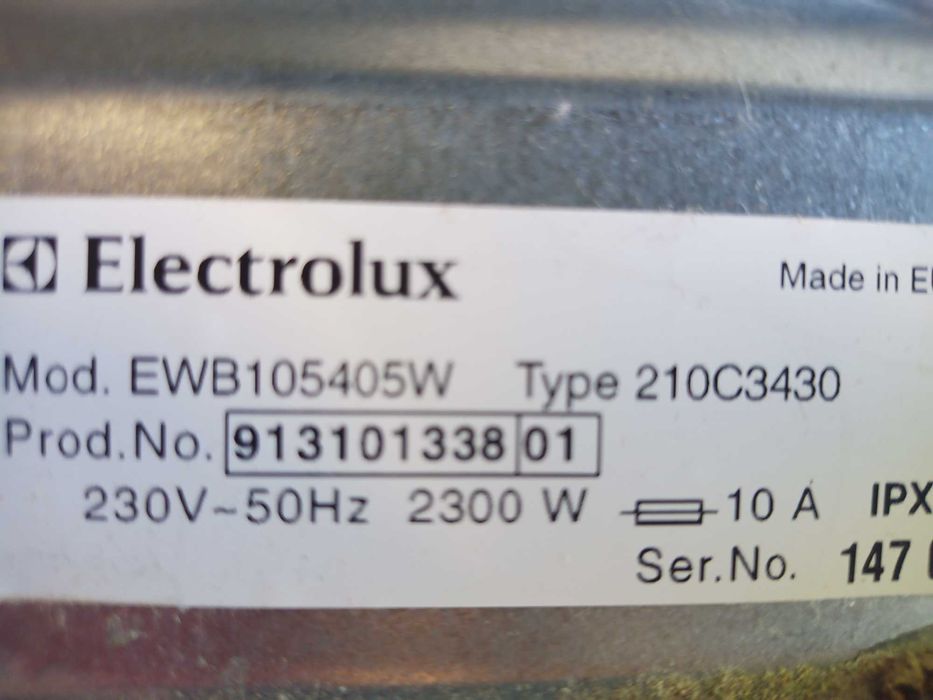 Electrolux
Made in
Mod. EWB105405W Type 210C3430
Prod.No. 913101338 01
230V~50Hz 2300 W 10 A IPX
Ser.No. 147